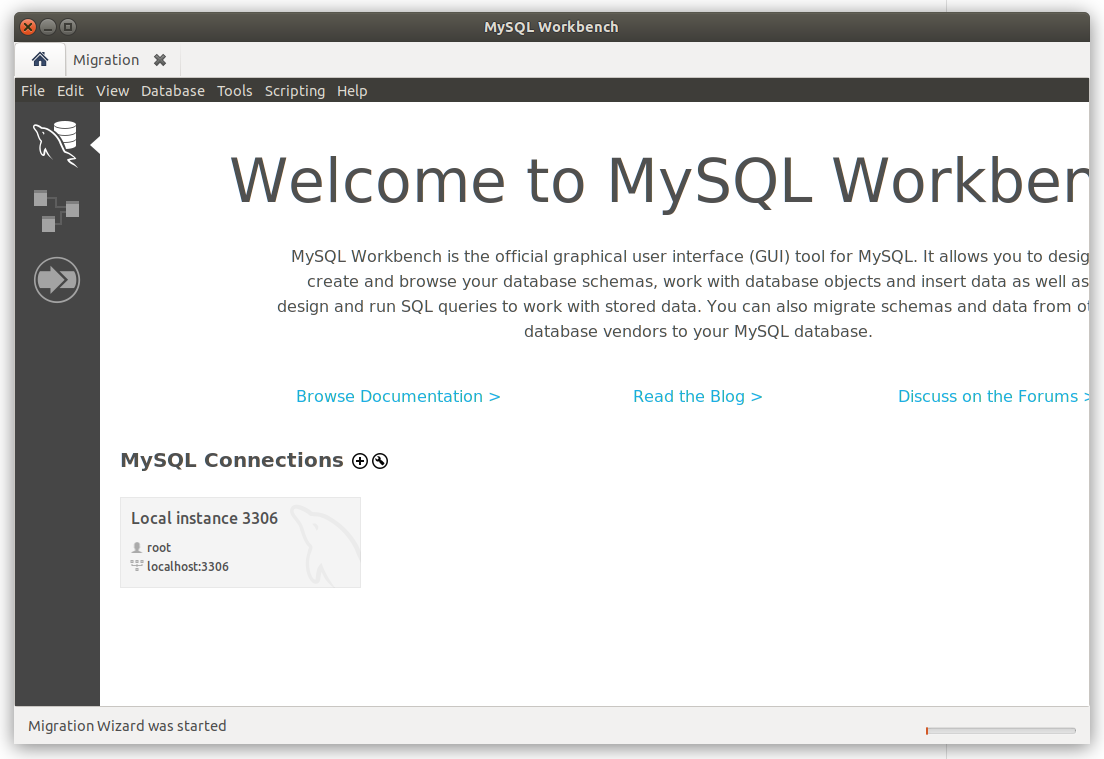 MySQL Workbench
Migration
File Edit View Database Tools Scripting Help
Welcome to MySQL Workben
MySQL Workbench is the official graphical user interface (GUI) tool for MySQL. It allows you to desig
create and browse your database schemas, work with database objects and insert data as well as
design and run SQL queries to work with stored data. You can also migrate schemas and data from ot
database vendors to your MySQL database.
Browse Documentation > Read the Blog > Discuss on the Forums >
MySQL Connections
Local instance 3306
root
localhost:3306
Migration Wizard was started